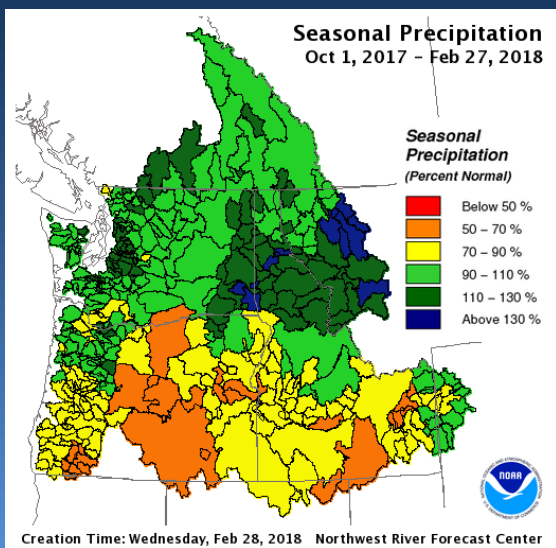 Seasonal Precipitation
Oct 1, 2017 – Feb 27, 2018
Seasonal
Precipitation
(Percent Normal)
Below 50 %
50 – 70 %
70 – 90 %
90 – 110 %
110 – 130 %
Above 130 %
NOAA
Creation Time: Wednesday, Feb 28, 2018 Northwest River Forecast Center